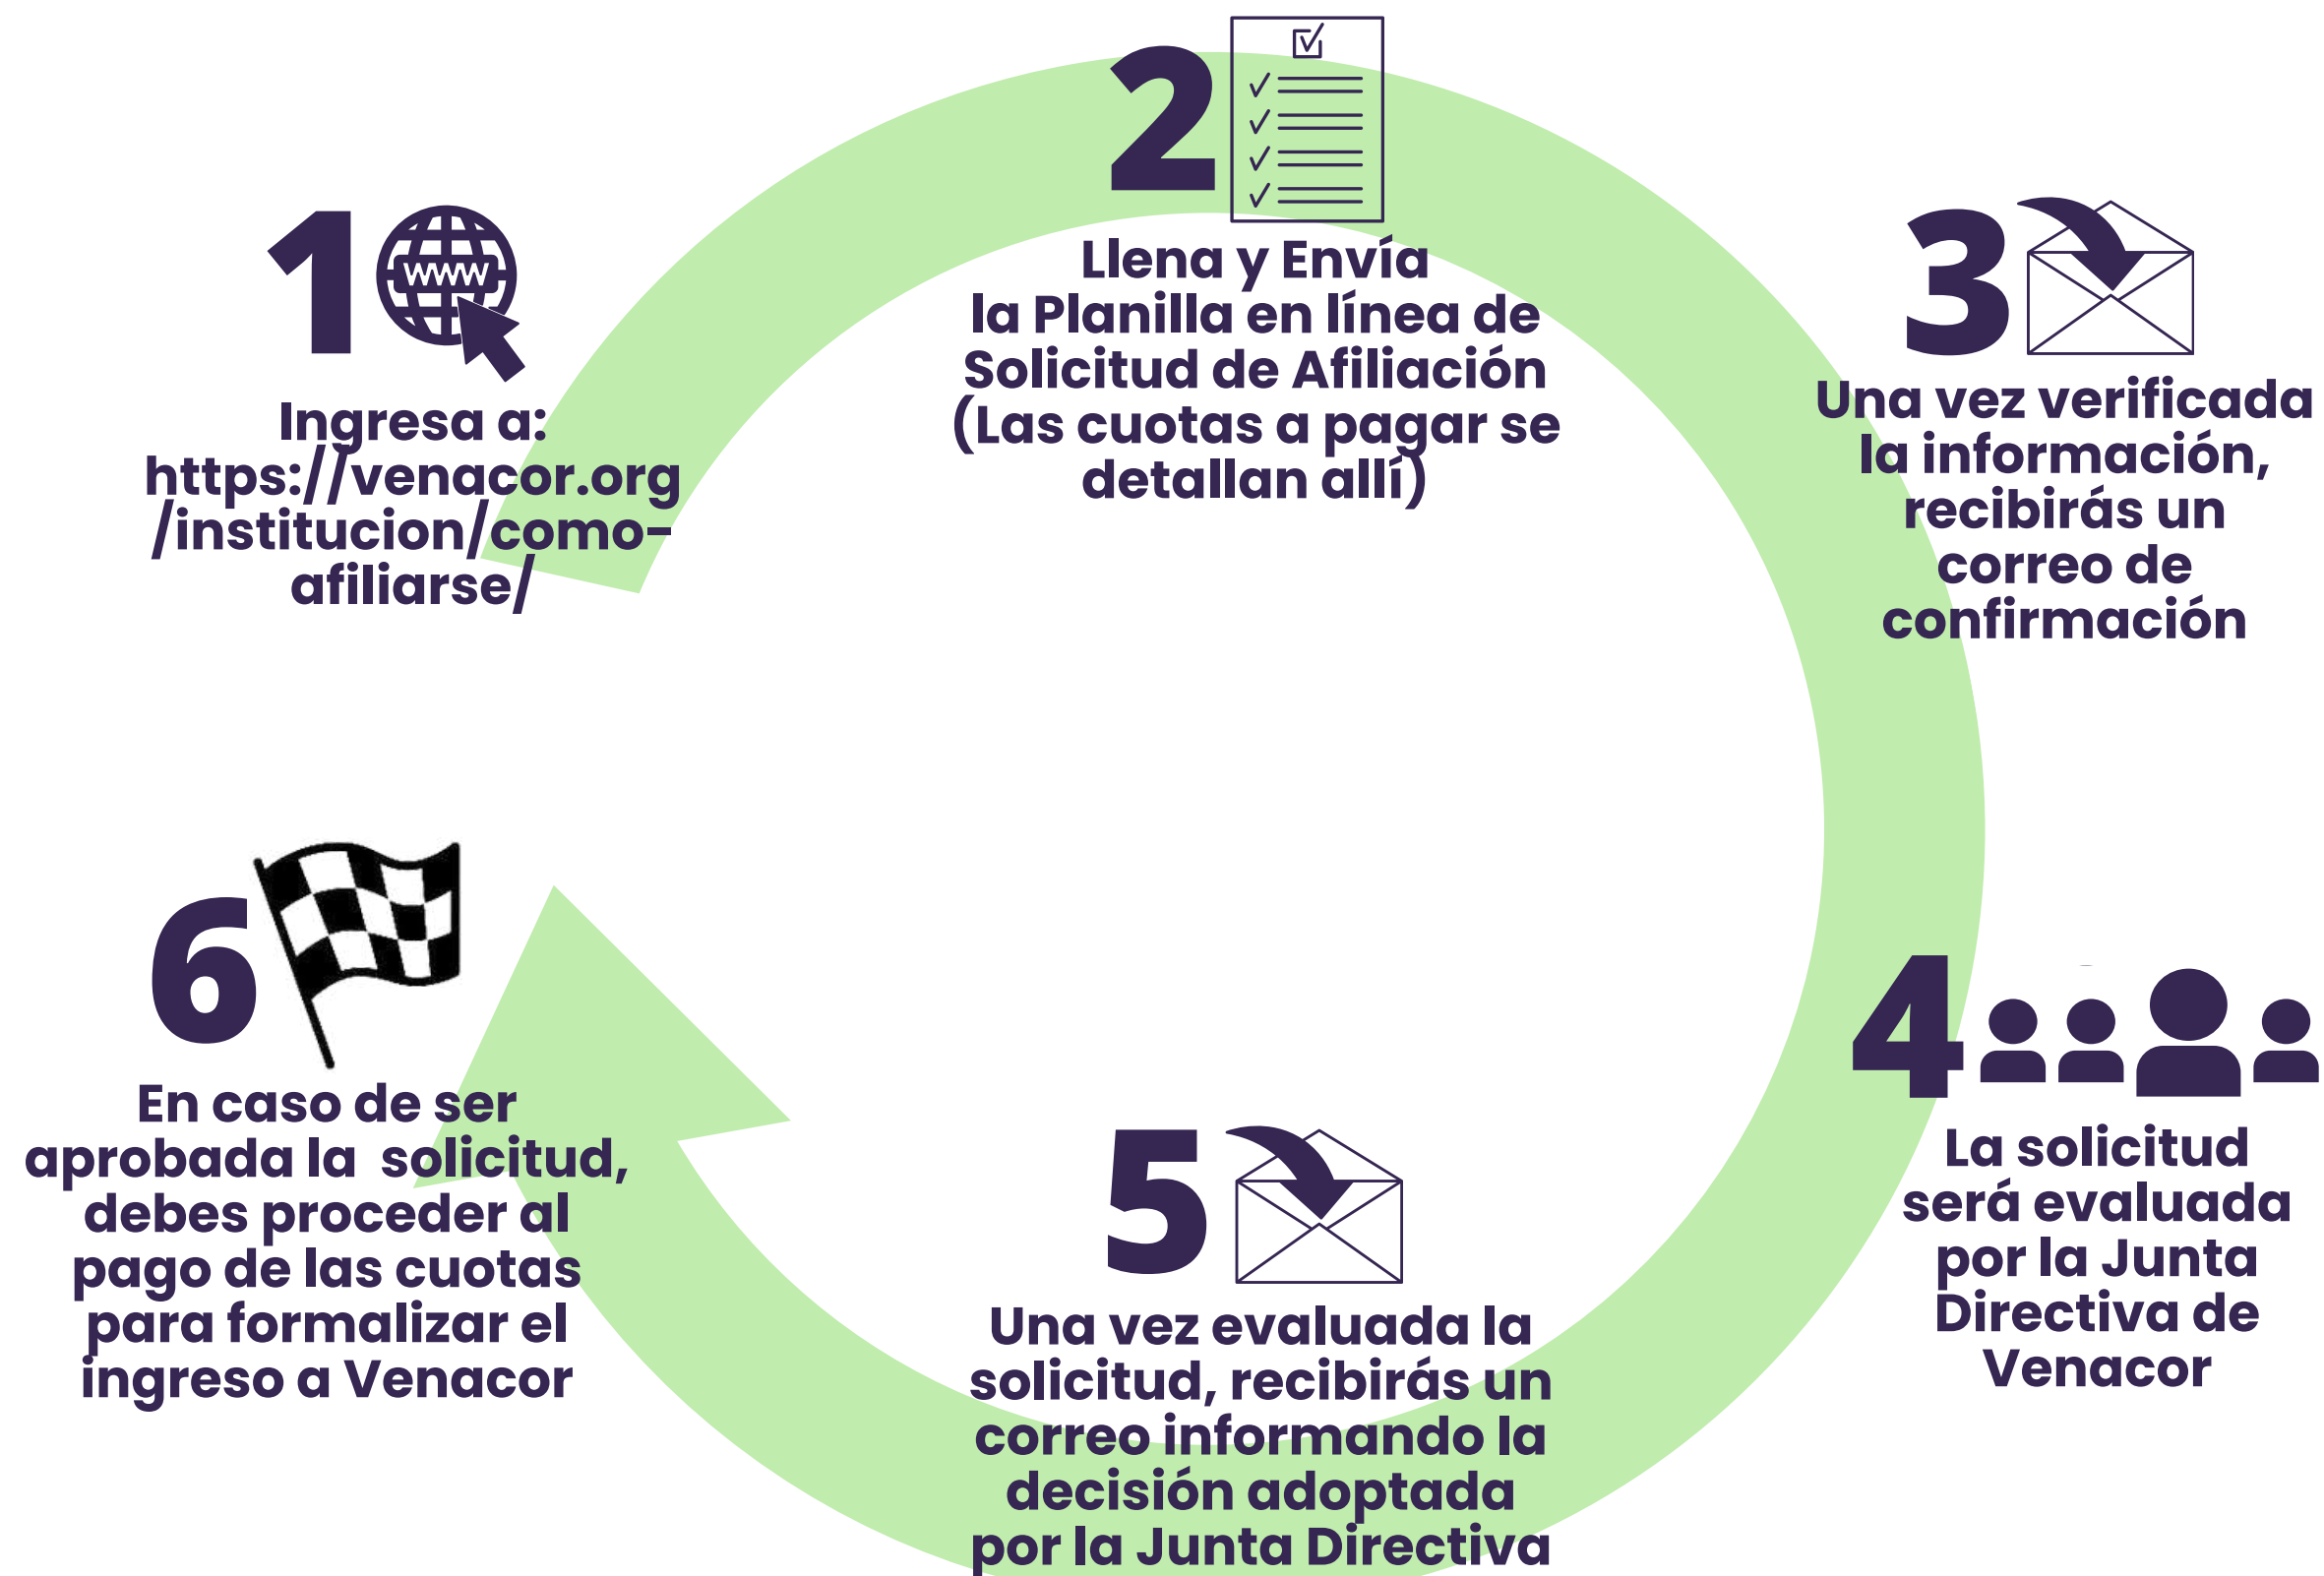 1
WWWW
Ingresa a:
https://venacor.org
/institucion/como-
afiliarse/
2
Llena y Envía
la Planilla en línea de
Solicitud de Afiliación
(Las cuotas a pagar se
detallan allí)
3
Una vez verificada
la información,
recibirás un
correo de
confirmación
4
La solicitud
será evaluada
por la Junta
Directiva de
Venacor
5
Una vez evaluada la
solicitud, recibirás un
correo informando la
decisión adoptada
por la Junta Directiva
6
En caso de ser
aprobada la  solicitud,
debes proceder al
pago de las cuotas
para formalizar el
ingreso a Venacor